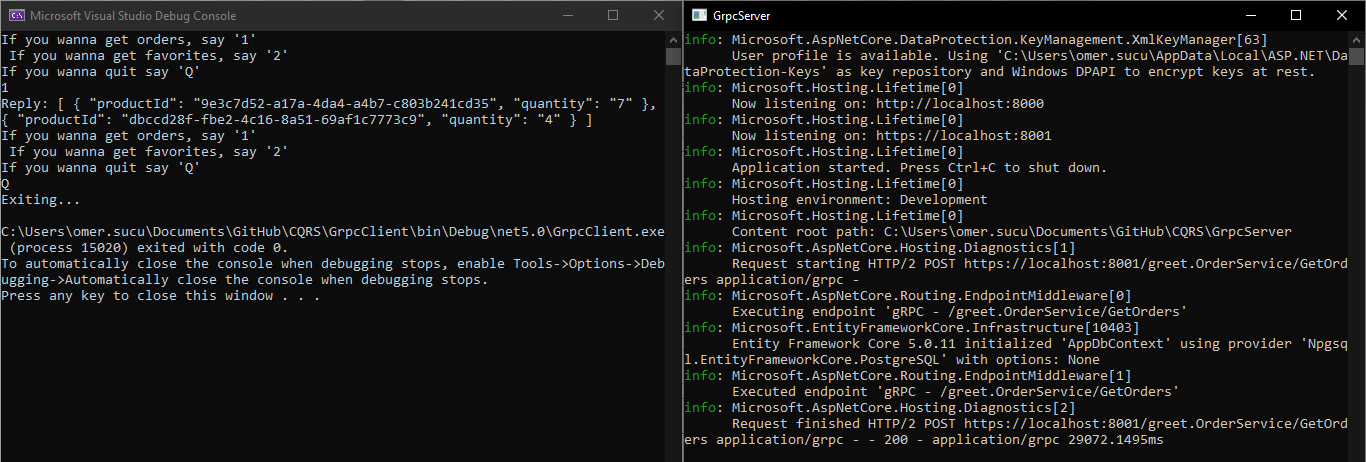 Microsoft Visual Studio Debug Console
If you wanna get orders, say '1'
 If you wanna get favorites, say '2'
If you wanna quit say 'Q'
1
Reply: [ { "productId": "9e3c7d52-a17a-4da4-a4b7-c803b241cd35", "quantity": "7" },
{ "productId": "dbccd28f-fbe2-4c16-8a51-69af1c7773c9", "quantity": "4" } ]
If you wanna get orders, say '1'
 If you wanna get favorites, say '2'
If you wanna quit say 'Q'
Q
Exiting...
C:\Users\omer.sucu\Documents\GitHub\CQRS\GrpcClient\bin\Debug\net5.0\GrpcClient.exe
 (process 15020) exited with code 0.
To automatically close the console when debugging stops, enable Tools->Options->Deb
ugging->Automatically close the console when debugging stops.
Press any key to close this window . . .
GrpcServer
info: Microsoft.AspNetCore.DataProtection.KeyManagement.XmlKeyManager[63]
      User profile is available. Using 'C:\Users\omer.sucu\AppData\Local\ASP.NET\Da
taProtection-Keys' as key repository and Windows DPAPI to encrypt keys at rest.
info: Microsoft.Hosting.Lifetime[0]
      Now listening on: http://localhost:8000
info: Microsoft.Hosting.Lifetime[0]
      Now listening on: https://localhost:8001
info: Microsoft.Hosting.Lifetime[0]
      Application started. Press Ctrl+C to shut down.
info: Microsoft.Hosting.Lifetime[0]
      Hosting environment: Development
info: Microsoft.Hosting.Lifetime[0]
      Content root path: C:\Users\omer.sucu\Documents\GitHub\CQRS\GrpcServer
info: Microsoft.AspNetCore.Hosting.Diagnostics[1]
      Request starting HTTP/2 POST https://localhost:8001/greet.OrderService/GetOrd
ers application/grpc -
info: Microsoft.AspNetCore.Routing.EndpointMiddleware[0]
      Executing endpoint 'gRPC - /greet.OrderService/GetOrders'
info: Microsoft.EntityFrameworkCore.Infrastructure[10403]
      Entity Framework Core 5.0.11 initialized 'AppDbContext' using provider 'Npgsq
l.EntityFrameworkCore.PostgreSQL' with options: None
info: Microsoft.AspNetCore.Routing.EndpointMiddleware[1]
      Executed endpoint 'gRPC - /greet.OrderService/GetOrders'
info: Microsoft.AspNetCore.Hosting.Diagnostics[2]
      Request finished HTTP/2 POST https://localhost:8001/greet.OrderService/GetOrd
ers application/grpc - - 200 - application/grpc 29072.1495ms